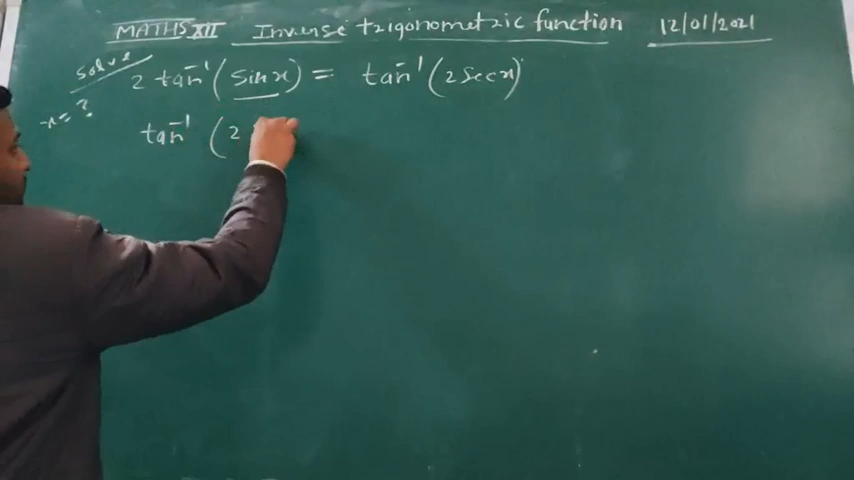 MATHS XII Inverse trigonometric function 12/01/2021
Solve 2 tan⁻¹ (sin x) = tan⁻¹ (2 sec x)
x = ?
tan⁻¹ (2